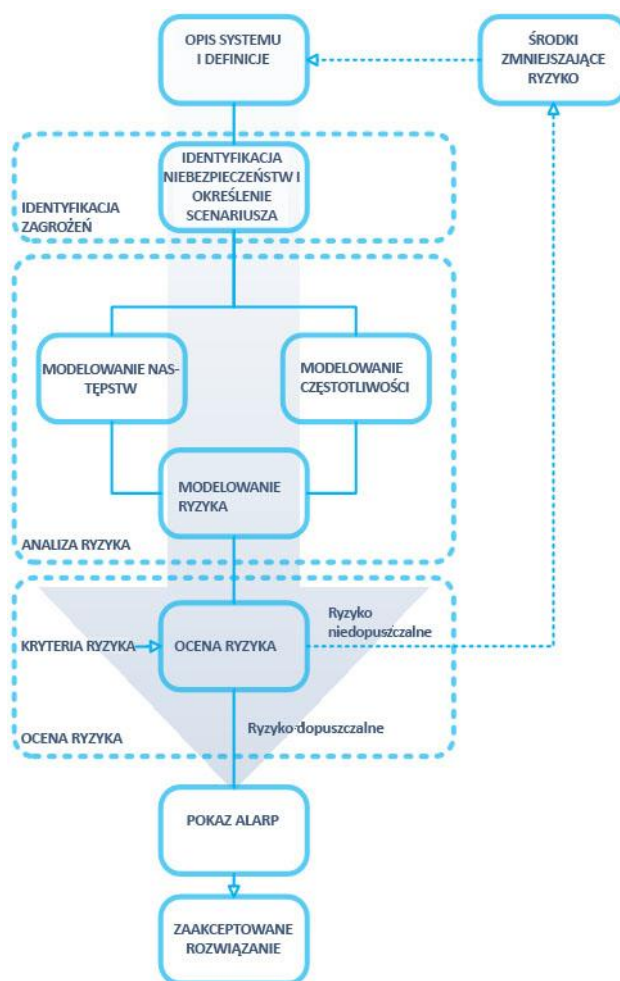 OPIS SYSTEMU
I DEFINICJE
ŚRODKI
ZMNIEJSZAJĄCE
RYZYKO
IDENTYFIKACJA
NIEBEZPIECZEŃSTW I
OKREŚLENIE
SCENARIUSZA
IDENTYFIKACJA
ZAGROŻEŃ
MODELOWANIE NAS-
TĘPSTW
MODELOWANIE
CZĘSTOTLIWOŚCI
MODELOWANIE
RYZYKA
ANALIZA RYZYKA
Ryzyko
niedopuszczalne
KRYTERIA RYZYKA
OCENA RYZYKA
Ryzyko dopuszczalne
OCENA RYZYKA
POKAZ ALARP
ZAAKCEPTOWANE
ROZWIĄZANIE